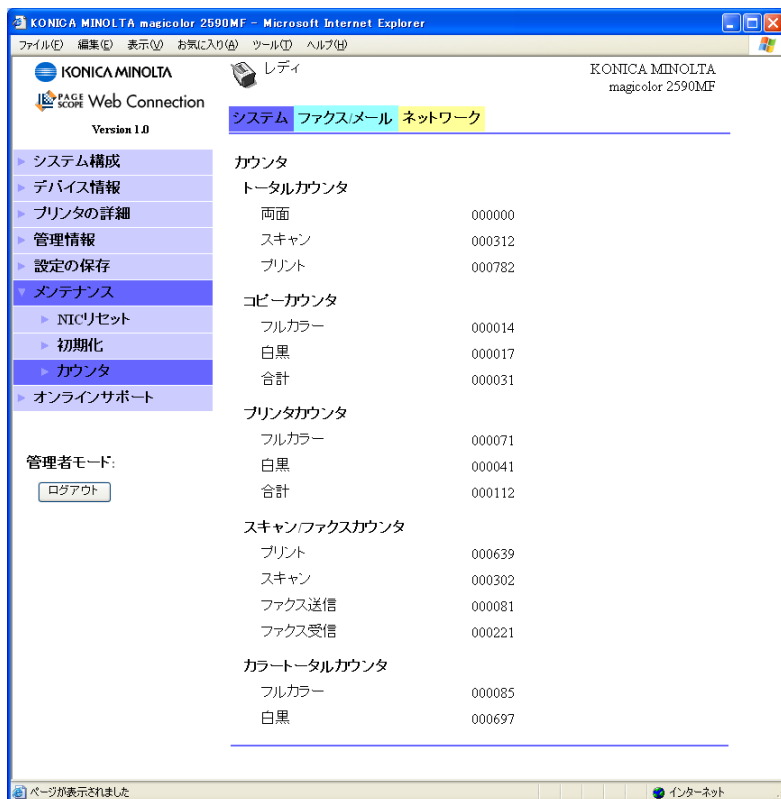 KONICA MINOLTA magicolor 2590MF - Microsoft Internet Explorer
ファイル(F) 編集(E) 表示(V) お気に入り(A) ツール(T) ヘルプ(H)
KONICA MINOLTA
PAGE SCOPE Web Connection
Version 1.0
レディ
KONICA MINOLTA
magicolor 2590MF
システム ファクス/メール ネットワーク
システム構成
デバイス情報
プリンタの詳細
管理情報
設定の保存
メンテナンス
NICリセット
初期化
カウンタ
オンラインサポート
管理者モード:
ログアウト
カウンタ
トータルカウンタ
両面 000000
スキャン 000312
プリント 000782
コピーカウンタ
フルカラー 000014
白黒 000017
合計 000031
プリンタカウンタ
フルカラー 000071
白黒 000041
合計 000112
スキャン/ファクスカウンタ
プリント 000639
スキャン 000302
ファクス送信 000081
ファクス受信 000221
カラートータルカウンタ
フルカラー 000085
白黒 000697
ページが表示されました インターネット